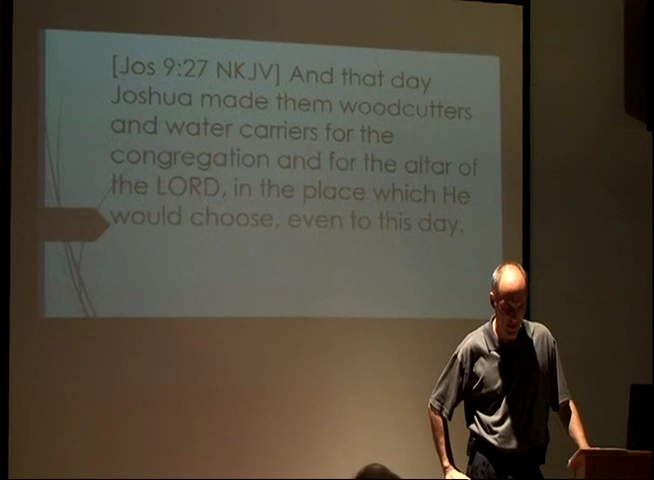 [Jos 9:27 NKJV] And that day
Joshua made them woodcutters
and water carriers for the
congregation and for the altar of
the LORD, in the place which He
would choose, even to this day.